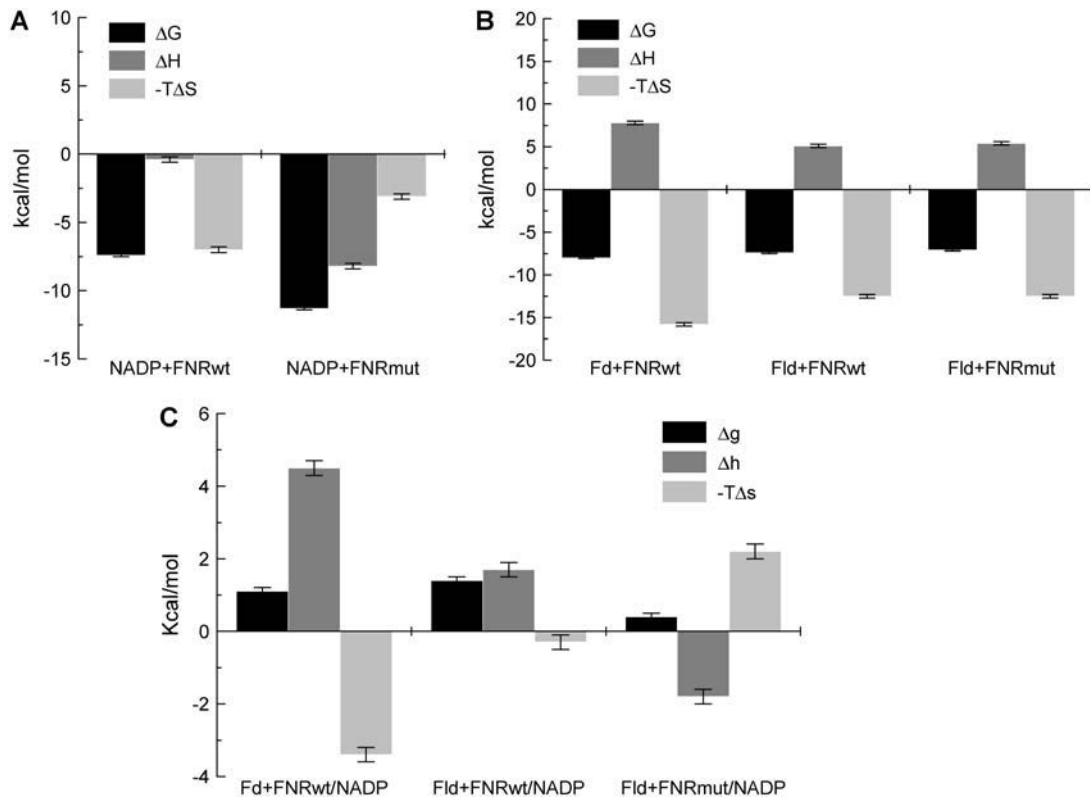 A
ΔG
ΔH
-TΔS
10
5
0
-5
-10
-15
kcal/mol
NADP+FNRwt
NADP+FNRmut
B
ΔG
ΔH
-TΔS
20
15
10
5
0
-5
-10
-15
-20
kcal/mol
Fd+FNRwt
Fld+FNRwt
Fld+FNRmut
C
Δg
Δh
-TΔs
6
4
2
0
-2
-4
Kcal/mol
Fd+FNRwt/NADP
Fld+FNRwt/NADP
Fld+FNRmut/NADP